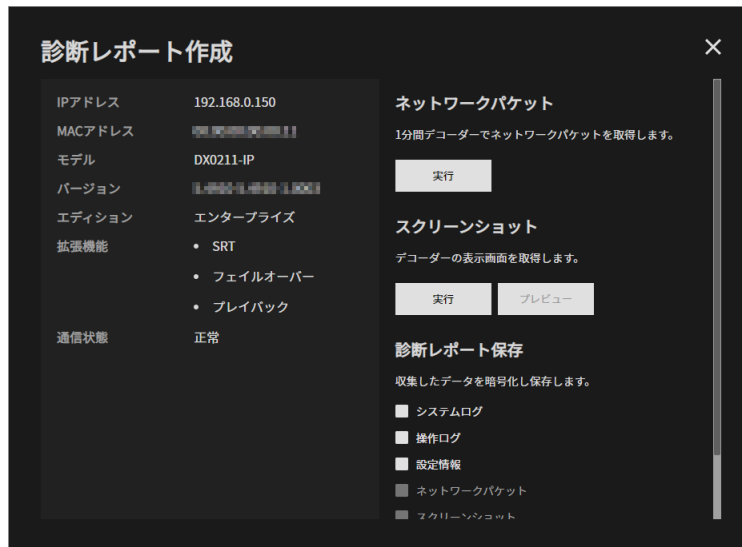 診断レポート作成
IPアドレス 192.168.0.150
MACアドレス
モデル DX0211-IP
バージョン
エディション エンタープライズ
拡張機能 • SRT
• フェイルオーバー
• プレイバック
通信状態 正常
ネットワークパケット
1分間デコーダーでネットワークパケットを取得します。
実行
スクリーンショット
デコーダーの表示画面を取得します。
実行 プレビュー
診断レポート保存
収集したデータを暗号化し保存します。
システムログ
操作ログ
設定情報
ネットワークパケット
スクリーンショット